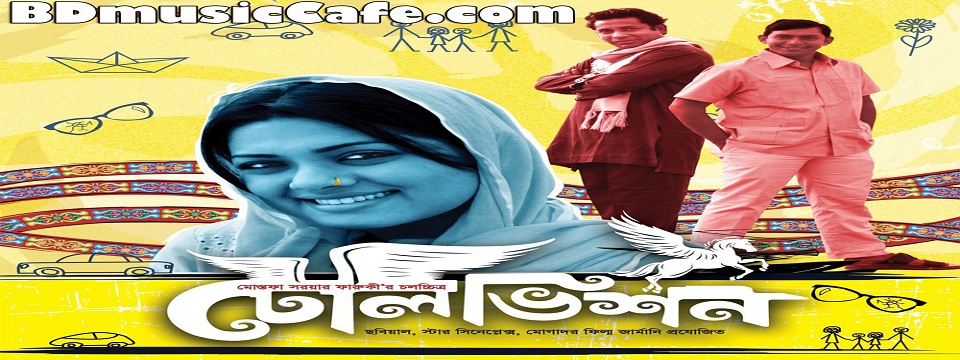 BDmusicCafe.com
মোস্তফা সরয়ার ফারুকী'র চলচ্চিত্র
টেলিভিশন
ছবিয়াল, স্টার সিনেপ্লেক্স, মোগাদর ফিল্ম জার্মানি প্রযোজিত